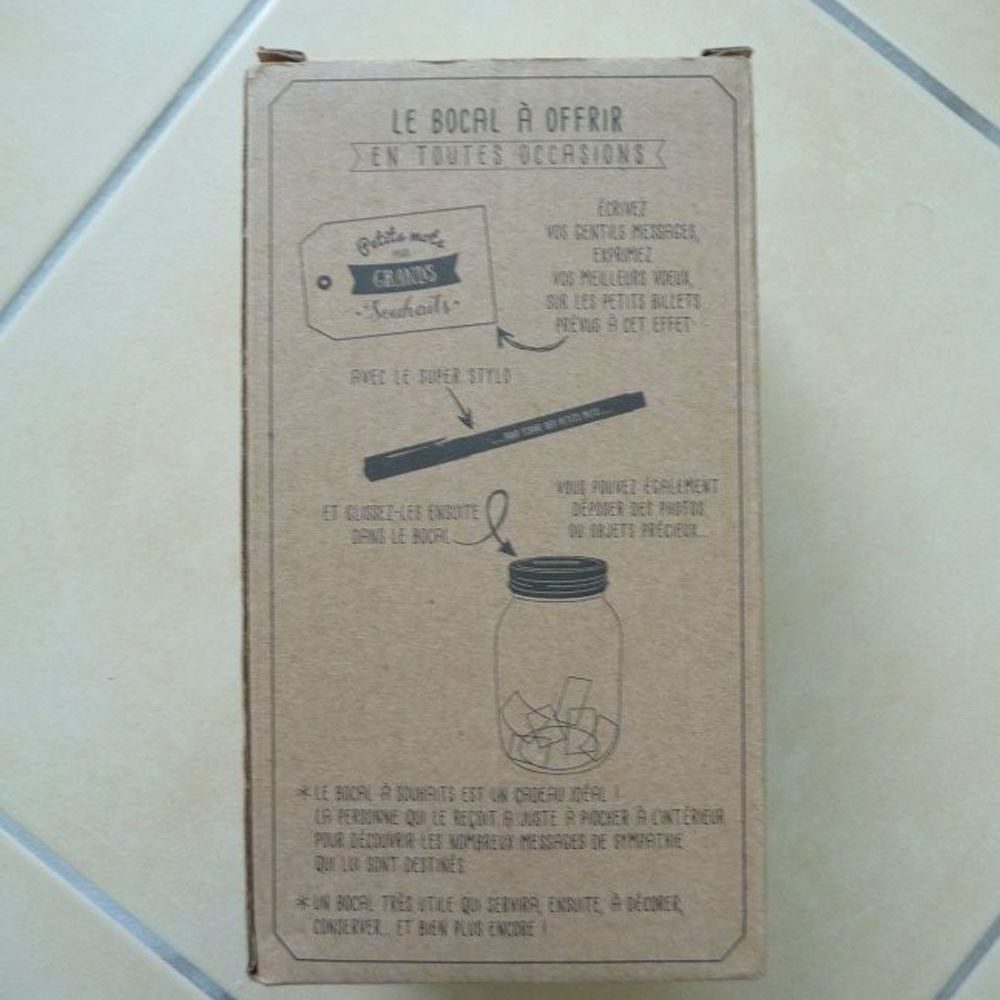 LE BOCAL À OFFRIR
EN TOUTES OCCASIONS
Petits mots
GRANDS
Souhaits
ÉCRIVEZ
VOS GENTILS MESSAGES,
EXPRIMEZ
VOS MEILLEURS VOEUX,
SUR LES PETITS BILLETS
PRÉVUS À CET EFFET
AVEC LE SUPER STYLO
ET GLISSEZ-LES ENSUITE
DANS LE BOCAL
VOUS POUVEZ ÉGALEMENT
DÉPOSER DES PHOTOS
OU OBJETS PRÉCIEUX...
* LE BOCAL À SOUHAITS EST UN CADEAU IDÉAL !
LA PERSONNE QUI LE REÇOIT A JUSTE À PIOCHER À L'INTÉRIEUR
POUR DÉCOUVRIR LES NOMBREUX MESSAGES DE SYMPATHIE
QUI LUI SONT DESTINÉS
* UN BOCAL TRÈS UTILE QUI SERVIRA, ENSUITE, À DÉCORER,
CONSERVER... ET BIEN PLUS ENCORE !